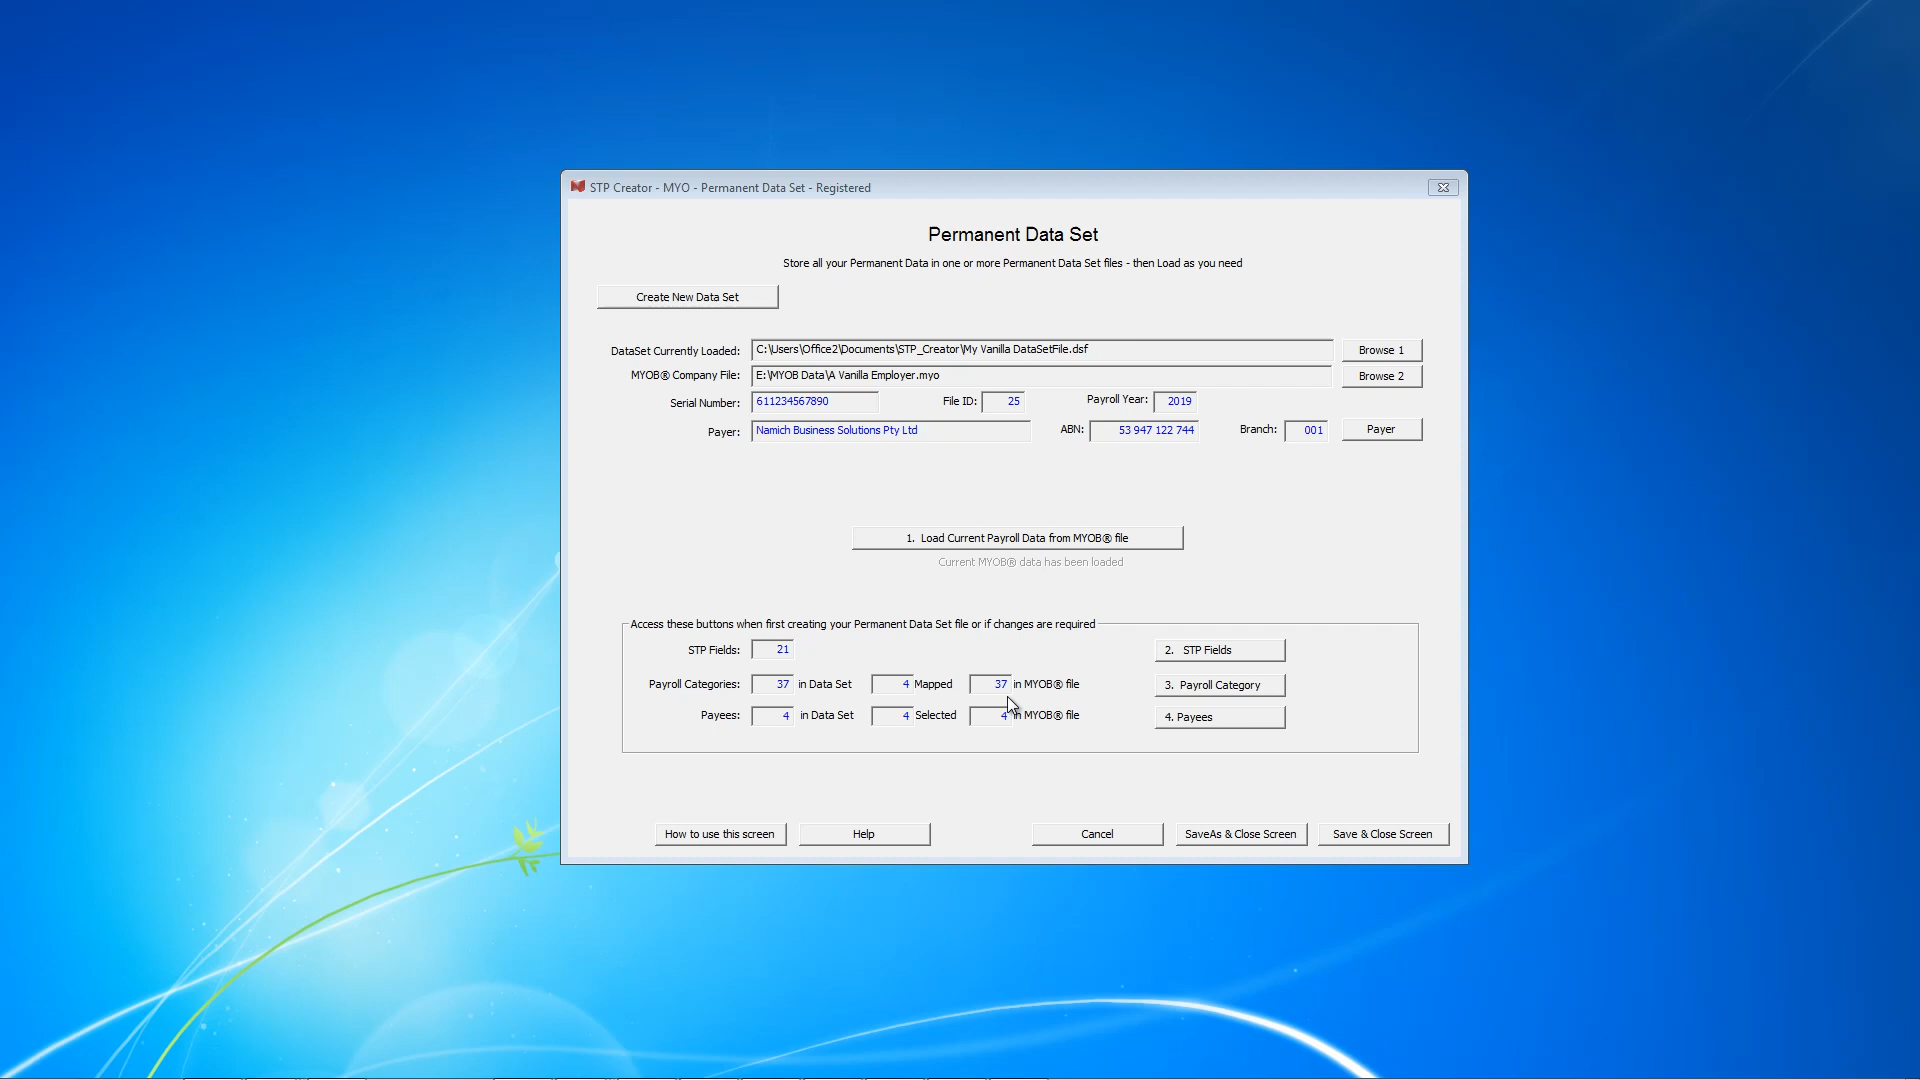 STP Creator - MYO - Permanent Data Set - Registered
Permanent Data Set
Store all your Permanent Data in one or more Permanent Data Set files - then Load as you need
Create New Data Set
DataSet Currently Loaded: C:\Users\Office2\Documents\STP_Creator\My Vanilla DataSetFile.dsf Browse 1
MYOB® Company File: E:\MYOB Data\A Vanilla Employer.myo Browse 2
Serial Number: 611234567890 File ID: 25 Payroll Year: 2019
Payer: Namich Business Solutions Pty Ltd ABN: 53 947 122 744 Branch: 001 Payer
1. Load Current Payroll Data from MYOB® file
Current MYOB® data has been loaded
Access these buttons when first creating your Permanent Data Set file or if changes are required
STP Fields: 21 2. STP Fields
Payroll Categories: 37 in Data Set 4 Mapped 37 in MYOB® file 3. Payroll Category
Payees: 4 in Data Set 4 Selected 4 in MYOB® file 4. Payees
How to use this screen Help Cancel SaveAs & Close Screen Save & Close Screen